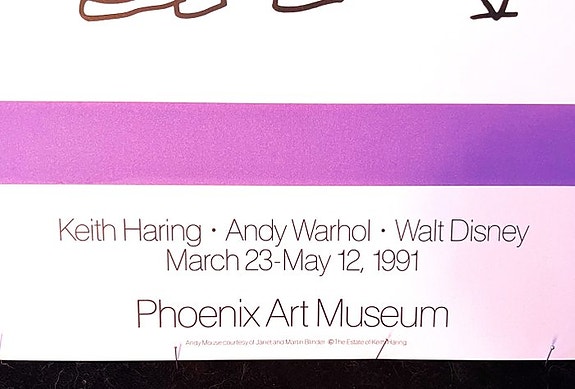 Keith Haring · Andy Warhol · Walt Disney
March 23-May 12, 1991
Phoenix Art Museum
Andy Mouse courtesy of Janet and Martin Blinder ©The Estate of Keith Haring